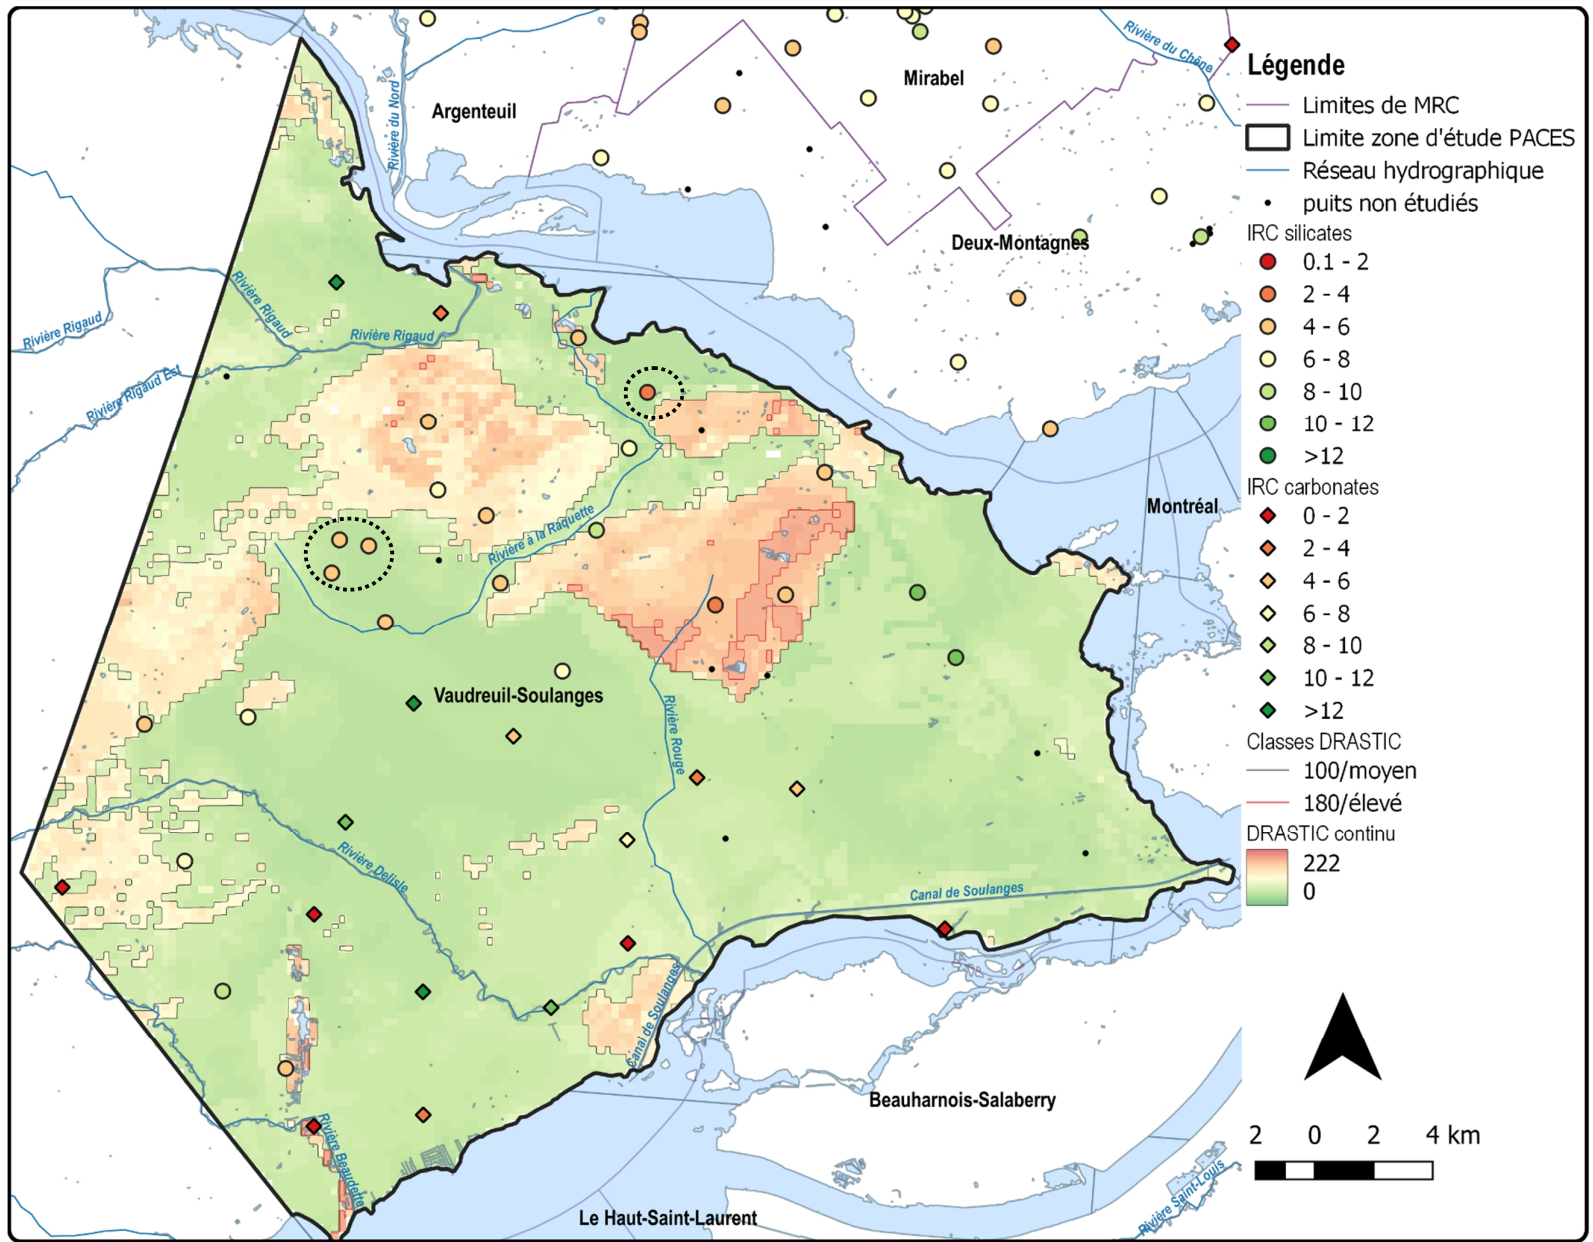 Rivière du Chêne
Mirabel
Argenteuil
Rivière du Nord
Deux-Montagnes
Rivière Rigaud
Rivière Rigaud
Rivière Rigaud
Rivière Rigaud Est
Montréal
Rivière à la Raquette
Vaudreuil-Soulanges
Rivière Rouge
Rivière Delisle
Canal de Soulanges
Canal de Soulanges
Beauharnois-Salaberry
Rivière Beaudette
Le Haut-Saint-Laurent
Rivière Saint-Louis
Légende
Limites de MRC
Limite zone d'étude PACES
Réseau hydrographique
puits non étudiés
IRC silicates
0.1 - 2
2 - 4
4 - 6
6 - 8
8 - 10
10 - 12
>12
IRC carbonates
0 - 2
2 - 4
4 - 6
6 - 8
8 - 10
10 - 12
>12
Classes DRASTIC
100/moyen
180/élevé
DRASTIC continu
222
0
2 0 2 4 km